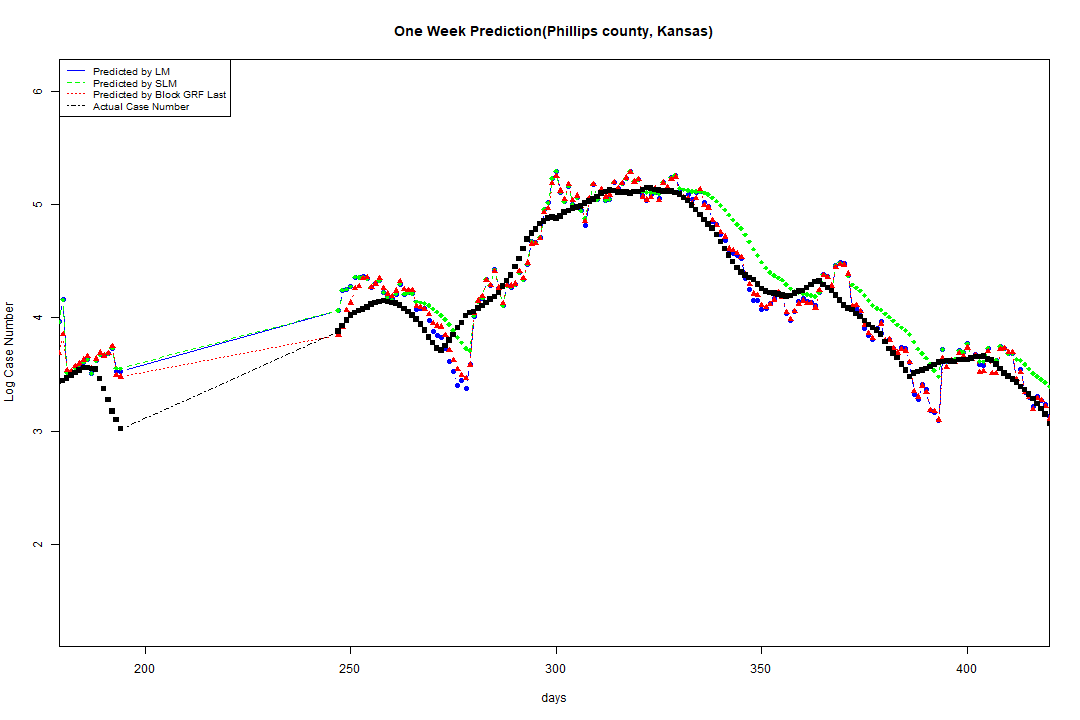 One Week Prediction(Phillips county, Kansas)
Predicted by LM
Predicted by SLM
Predicted by Block GRF Last
Actual Case Number
6
5
4
3
2
Log Case Number
200 250 300 350 400
days